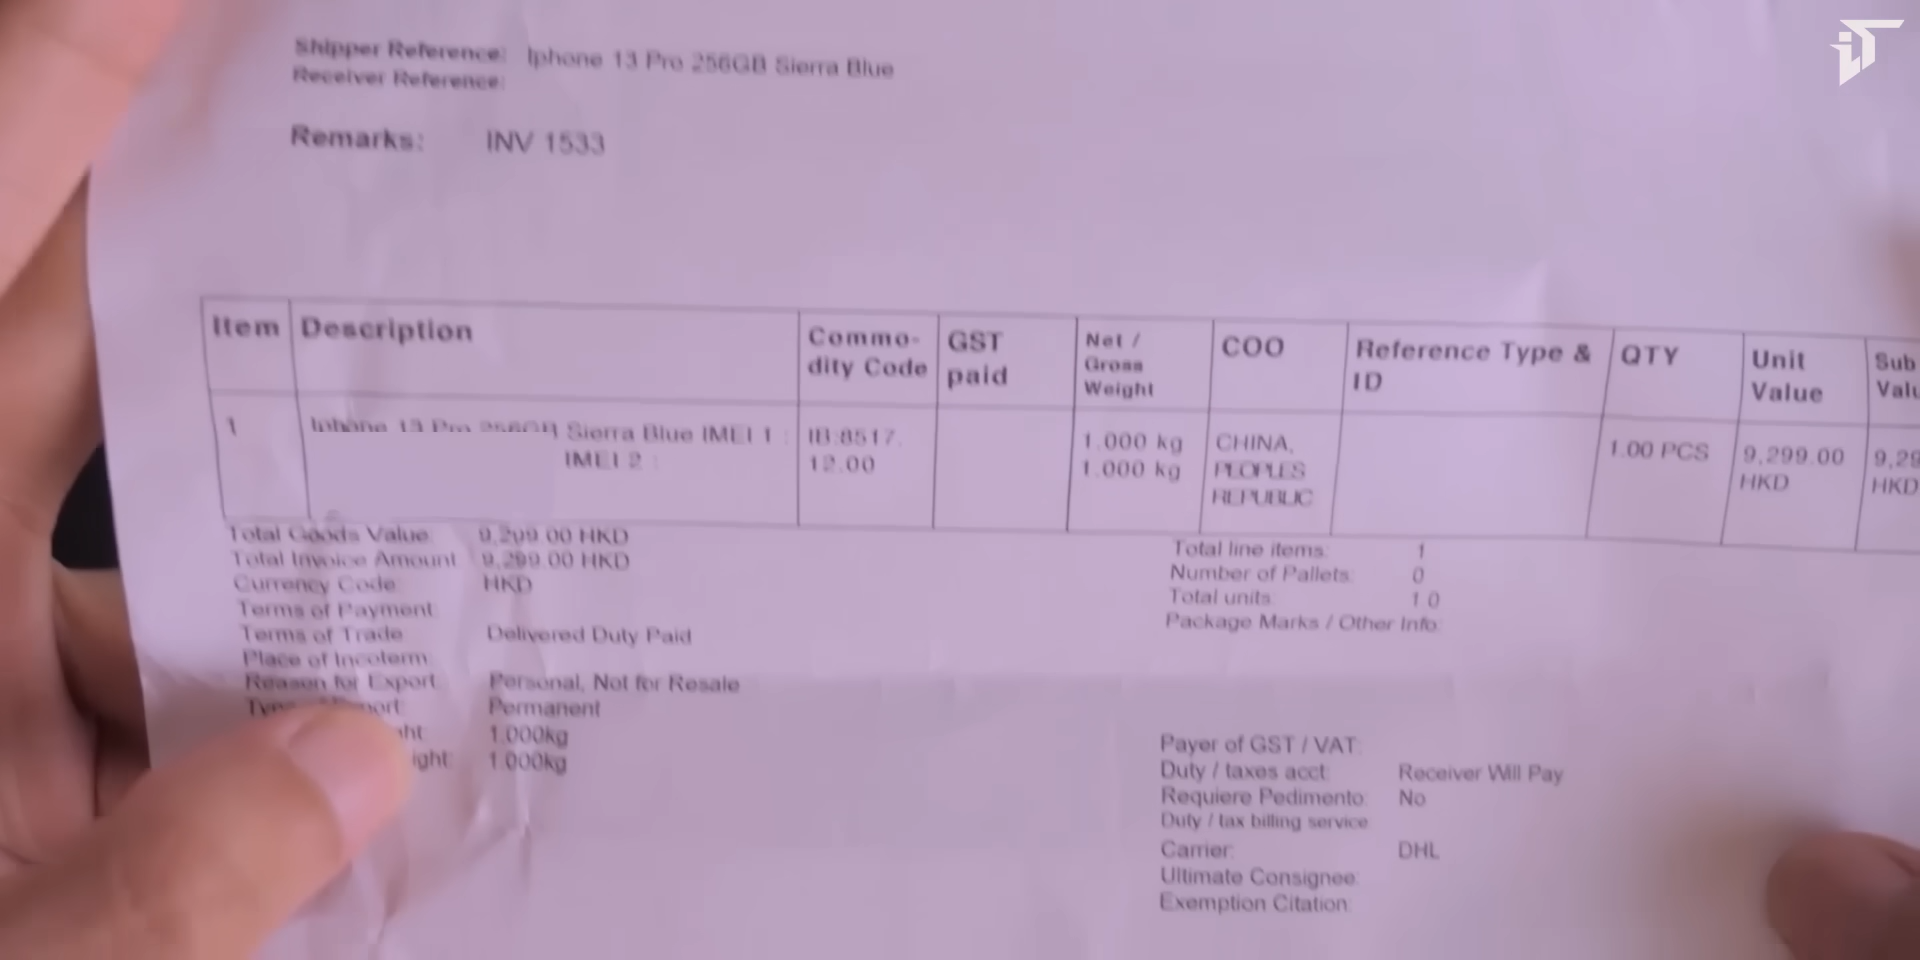 Shipper Reference: Iphone 13 Pro 256GB Sierra Blue
Receiver Reference:
Remarks: INV 1533
Item Description Commo-dity Code GST paid Net / Gross Weight COO Reference Type & ID QTY Unit Value Sub
1 Iphone 13 Pro 256GB Sierra Blue IMEI 1 : IB:8517. 1.000 kg CHINA, 1.00 PCS 9,299.00
IMEI 2 : 12.00 1.000 kg PEOPLES HKD HKD
REPUBLIC
Total Goods Value: 9,299.00 HKD
Total Invoice Amount: 9,299.00 HKD
Currency Code: HKD
Terms of Payment:
Terms of Trade: Delivered Duty Paid
Place of Incoterm:
Reason for Export: Personal, Not for Resale
Permanent
1.000kg
1.000kg
Total line items: 1
Number of Pallets: 0
Total units: 1.0
Package Marks / Other Info:
Payer of GST / VAT:
Duty / taxes acct: Receiver Will Pay
Requiere Pedimento: No
Duty / tax billing service
Carrier: DHL
Ultimate Consignee:
Exemption Citation: